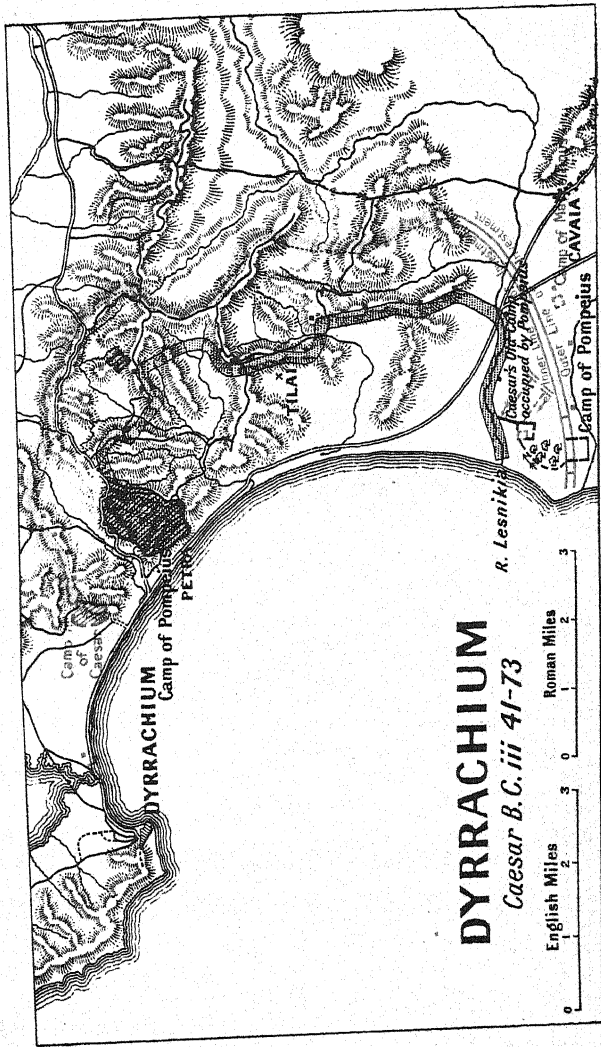 DYRRACHIUM
Caesar B.C. iii 41-73
English Miles
0 1 2 3
Roman Miles
0 1 2 3
DYRRACHIUM
Camp
of
Caesar
Camp of Pompeius
PETRA
TILAI
R. Lesnikia
Caesar's Old Camp
occupied by Pompeius
Inner Line
Outer Line
Camp of
CAVAIA
Camp of Pompeius